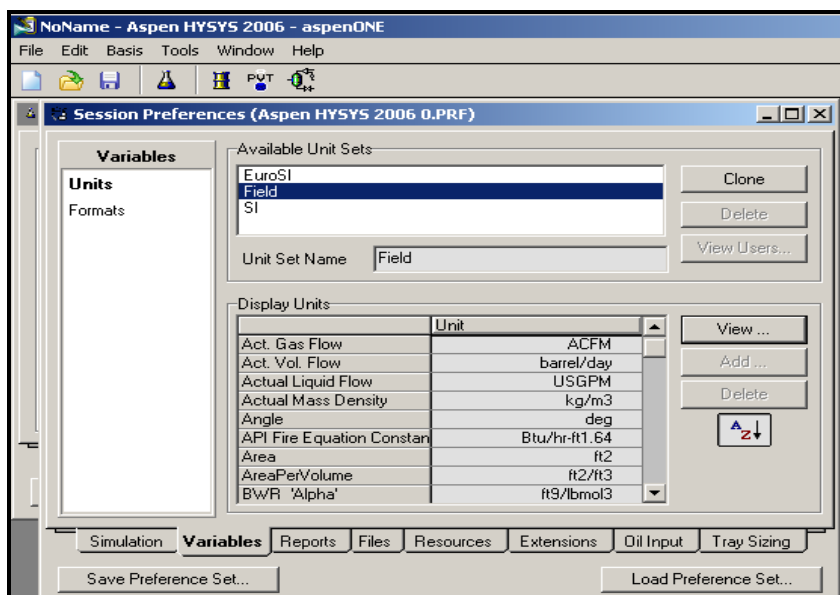 NoName - Aspen HYSYS 2006 - aspenONE
File Edit Basis Tools Window Help
PVT
Session Preferences (Aspen HYSYS 2006 0.PRF)
Variables
Units
Formats
Available Unit Sets
EuroSI
Field
SI
Unit Set Name Field
Clone
Delete
View Users...
Display Units
Unit
Act. Gas Flow ACFM
Act. Vol. Flow barrel/day
Actual Liquid Flow USGPM
Actual Mass Density kg/m3
Angle deg
API Fire Equation Constan Btu/hr-ft1.64
Area ft2
AreaPerVolume ft2/ft3
BWR 'Alpha' ft9/lbmol3
View ...
Add ...
Delete
AZ
Simulation Variables Reports Files Resources Extensions Oil Input Tray Sizing
Save Preference Set... Load Preference Set...